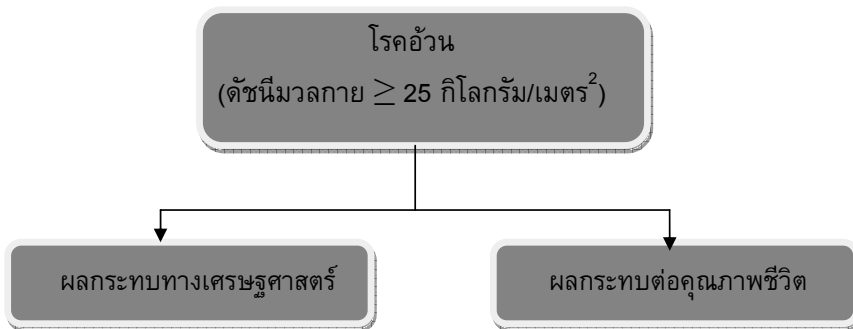 โรคอ้วน
(ดัชนีมวลกาย ≥ 25 กิโลกรัม/เมตร²)
ผลกระทบทางเศรษฐศาสตร์
ผลกระทบต่อคุณภาพชีวิต